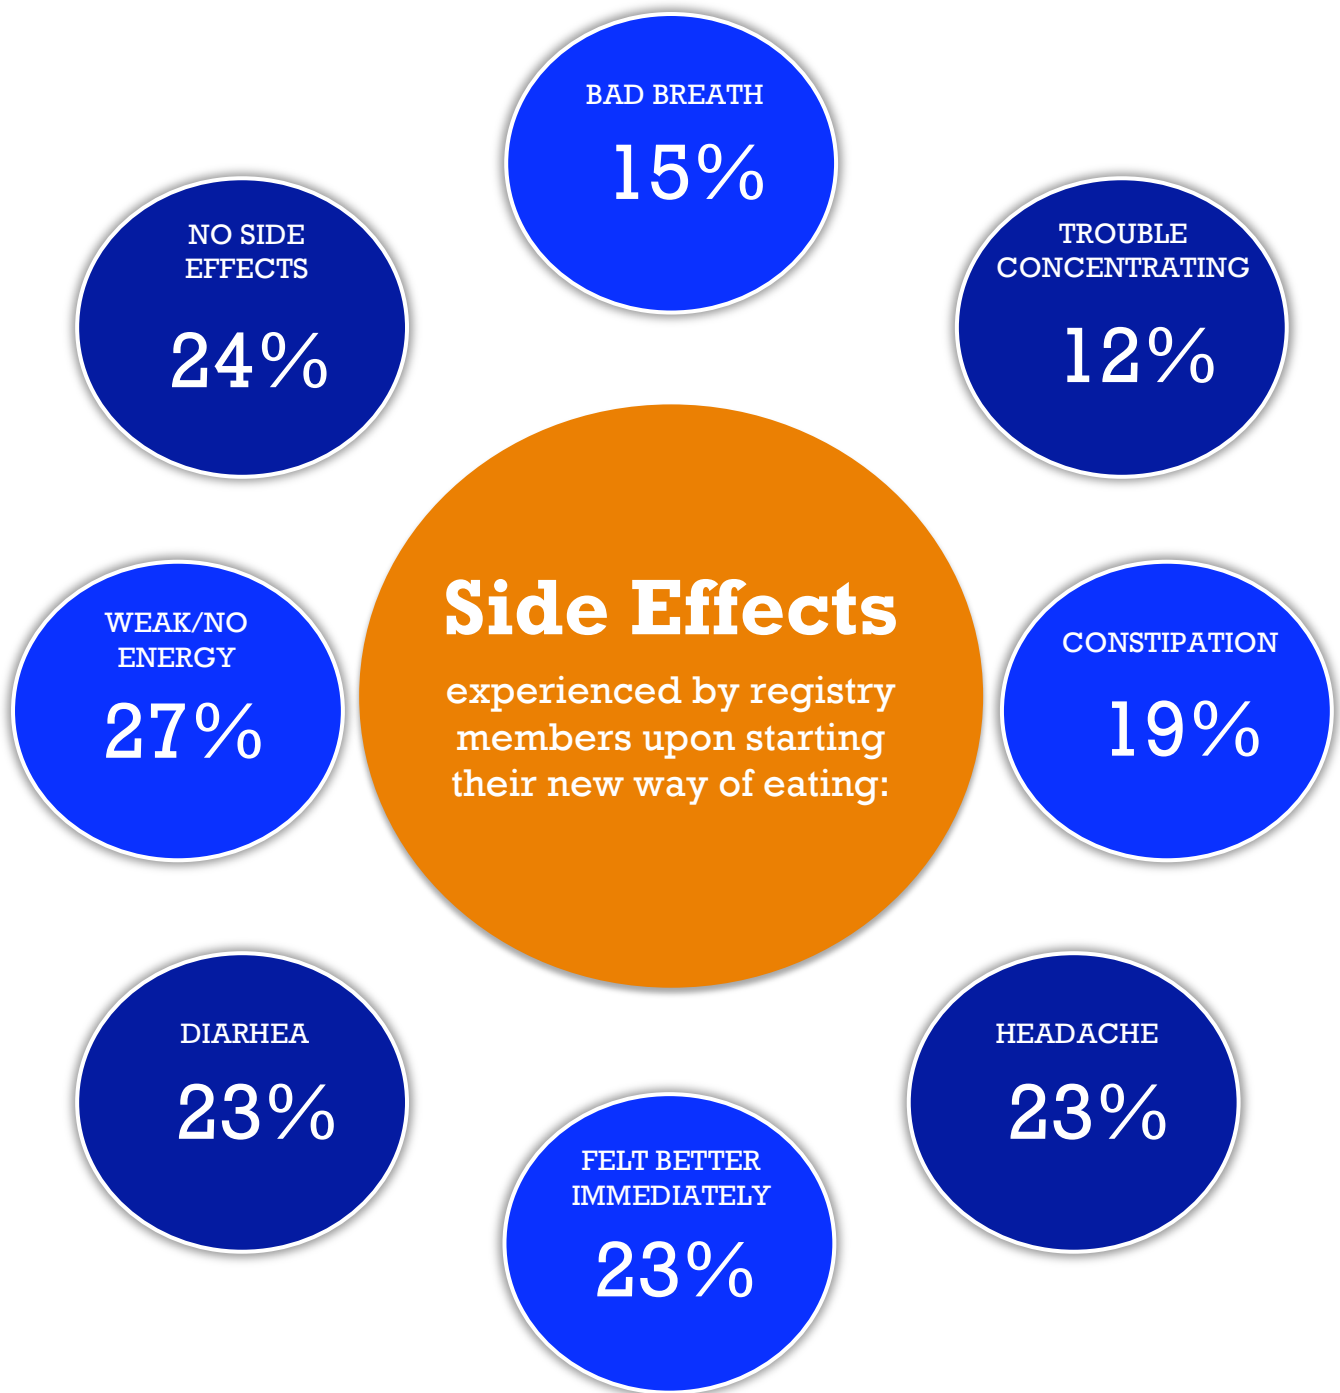 BAD BREATH
15%
TROUBLE
CONCENTRATING
12%
CONSTIPATION
19%
HEADACHE
23%
FELT BETTER
IMMEDIATELY
23%
DIARHEA
23%
WEAK/NO
ENERGY
27%
NO SIDE
EFFECTS
24%
Side Effects
experienced by registry
members upon starting
their new way of eating: